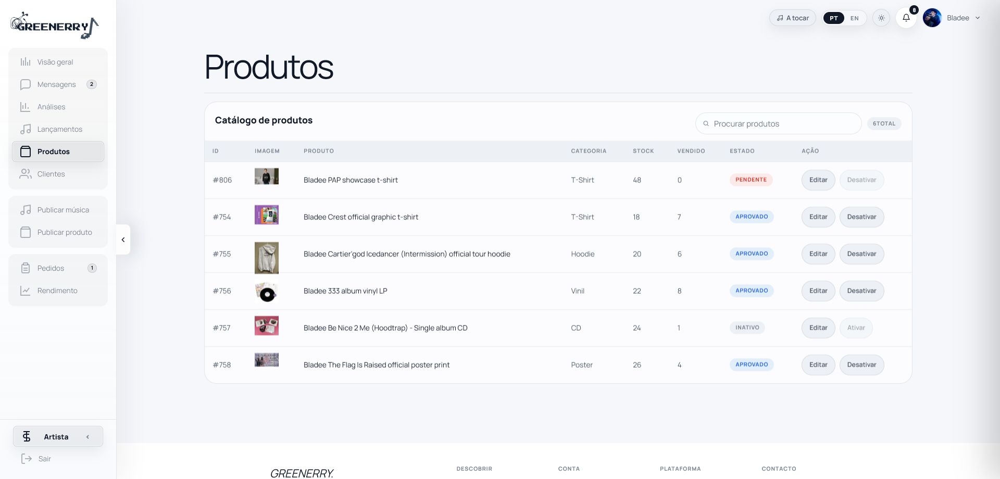 GREENERRY
A tocar
PT EN
8
Bladee
Visão geral
Mensagens 2
Análises
Lançamentos
Produtos
Clientes
Publicar música
Publicar produto
Pedidos 1
Rendimento
Artista
Sair
Produtos
Catálogo de produtos
Procurar produtos
6TOTAL
ID IMAGEM PRODUTO CATEGORIA STOCK VENDIDO ESTADO AÇÃO
#806 Bladee PAP showcase t-shirt T-Shirt 48 0 PENDENTE Editar Desativar
#754 Bladee Crest official graphic t-shirt T-Shirt 18 7 APROVADO Editar Desativar
#755 Bladee Cartier'god Icedancer (Intermission) official tour hoodie Hoodie 20 6 APROVADO Editar Desativar
#756 Bladee 333 album vinyl LP Vinil 22 8 APROVADO Editar Desativar
#757 Bladee Be Nice 2 Me (Hoodtrap) - Single album CD CD 24 1 INATIVO Editar Ativar
#758 Bladee The Flag Is Raised official poster print Poster 26 4 APROVADO Editar Desativar
GREENERRY.
DESCOBRIR CONTA PLATAFORMA CONTACTO